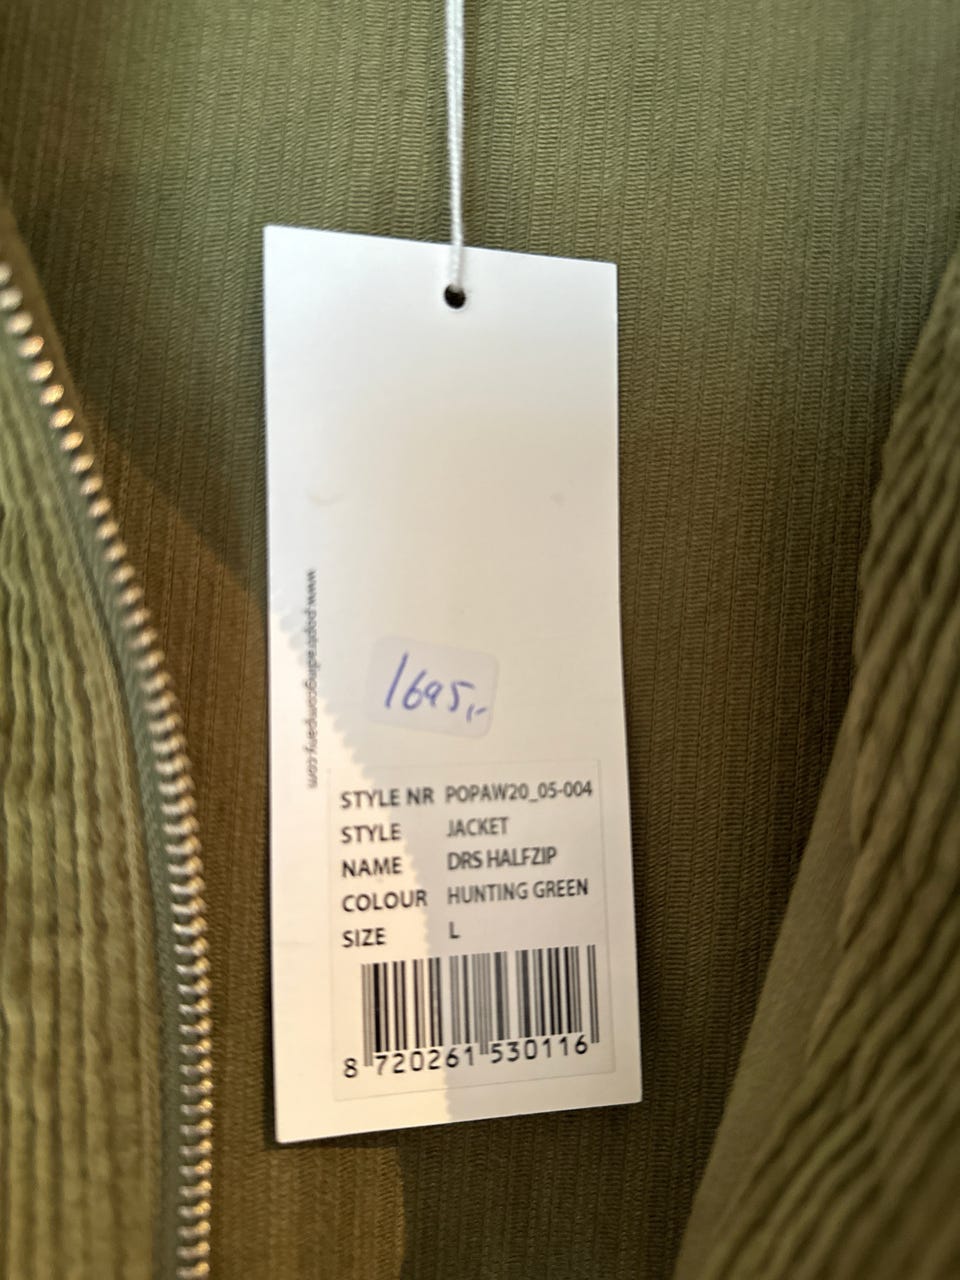 www.poptradingcompany.com
1695,-
STYLE NR POPAW20_05-004
STYLE JACKET
NAME DRS HALFZIP
COLOUR HUNTING GREEN
SIZE L
8 720261 530116